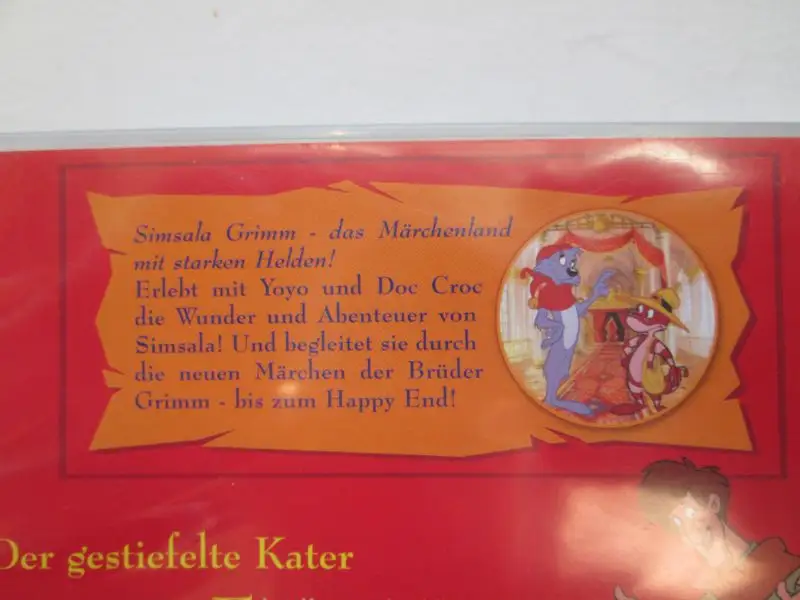 Simsala Grimm - das Märchenland
mit starken Helden!
Erlebt mit Yoyo und Doc Croc
die Wunder und Abenteuer von
Simsala! Und begleitet sie durch
die neuen Märchen der Brüder
Grimm - bis zum Happy End!
Der gestiefelte Kater